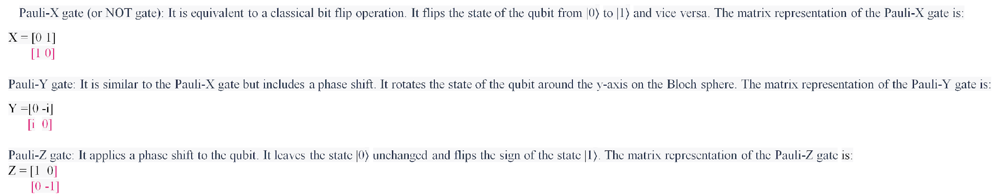 Pauli-X gate (or NOT gate): It is equivalent to a classical bit flip operation. It flips the state of the qubit from |0⟩ to |1⟩ and vice versa. The matrix representation of the Pauli-X gate is:
X = [0 1]
[1 0]
Pauli-Y gate: It is similar to the Pauli-X gate but includes a phase shift. It rotates the state of the qubit around the y-axis on the Bloch sphere. The matrix representation of the Pauli-Y gate is:
Y =[0 -i]
[i 0]
Pauli-Z gate: It applies a phase shift to the qubit. It leaves the state |0⟩ unchanged and flips the sign of the state |1⟩. The matrix representation of the Pauli-Z gate is:
Z = [1 0]
[0 -1]